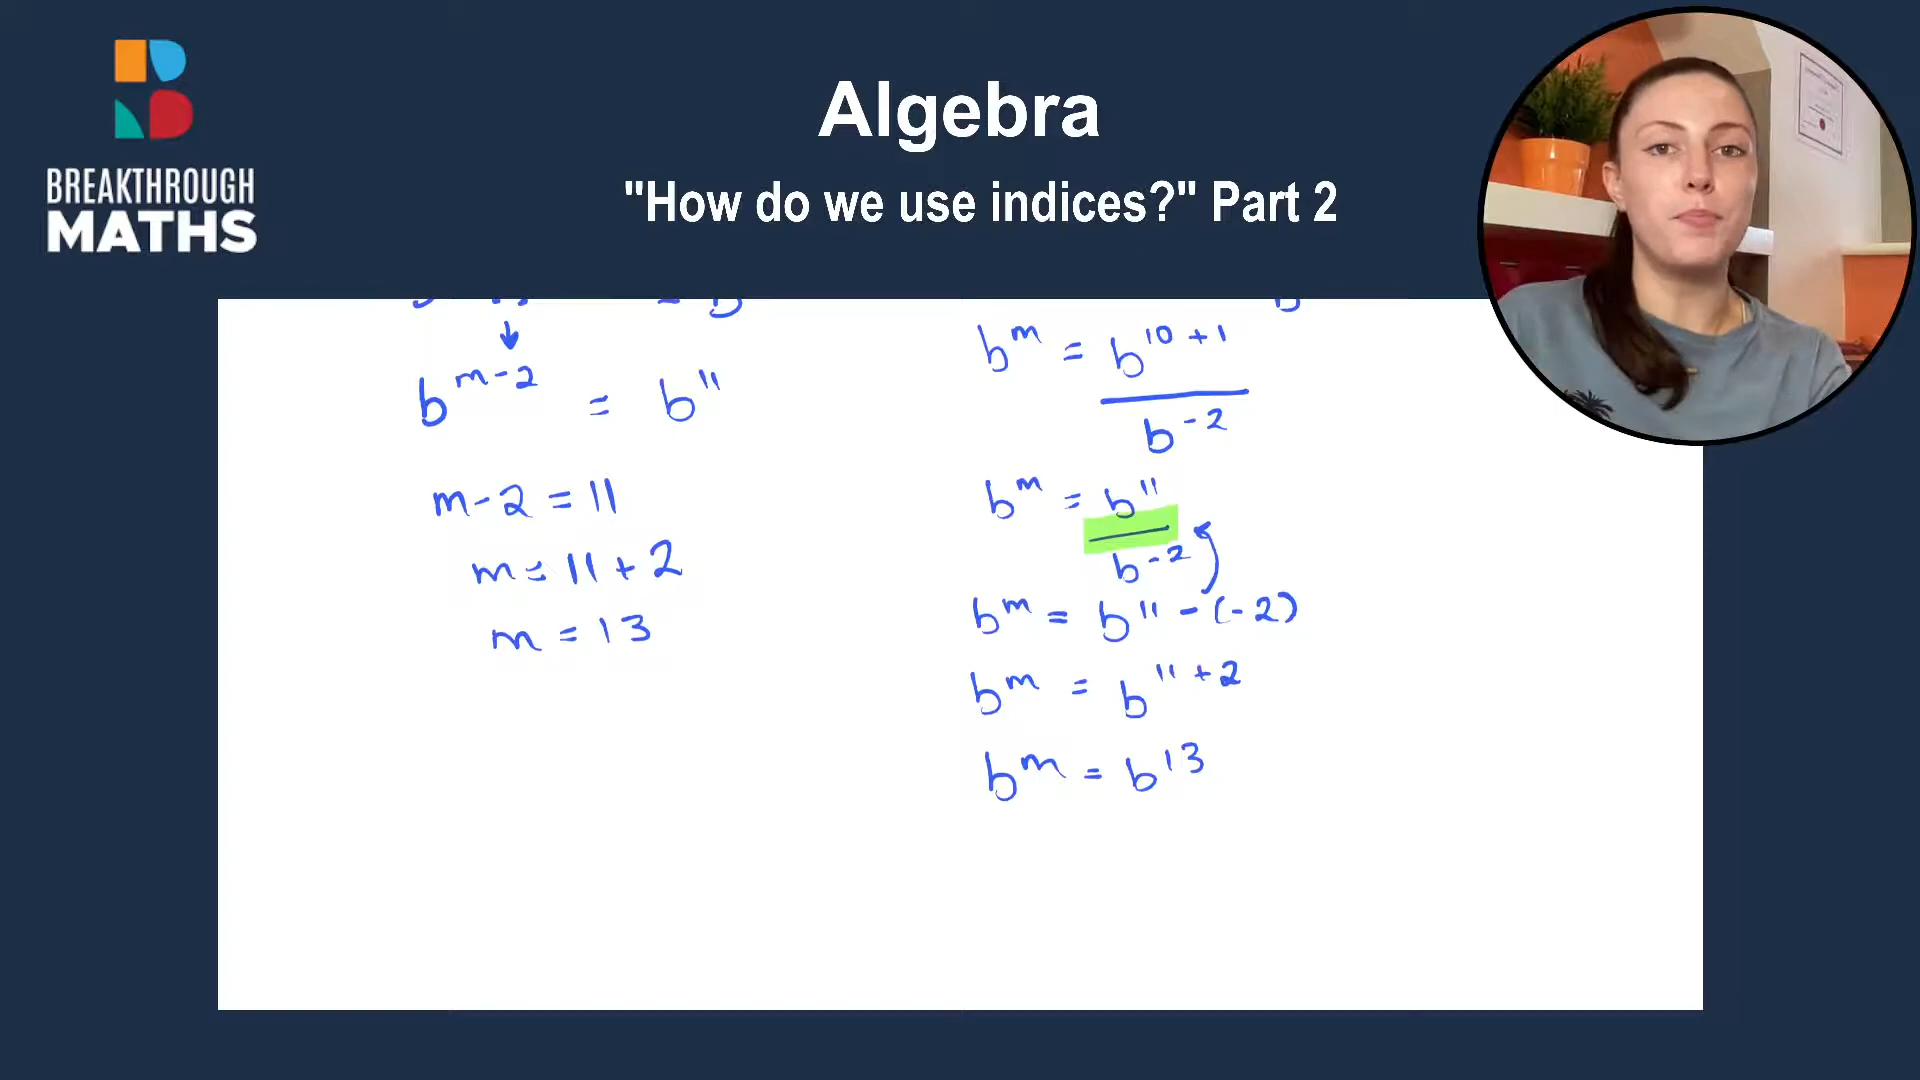 BREAKTHROUGH
MATHS
Algebra
"How do we use indices?" Part 2
b^{m-2} = b^{11}
m-2 = 11
m = 11 + 2
m = 13
b^m = b^{10+1}
b^{-2}
b^m = b^{11}
b^{-2}
b^m = b^{11-(-2)}
b^m = b^{11+2}
b^m = b^{13}